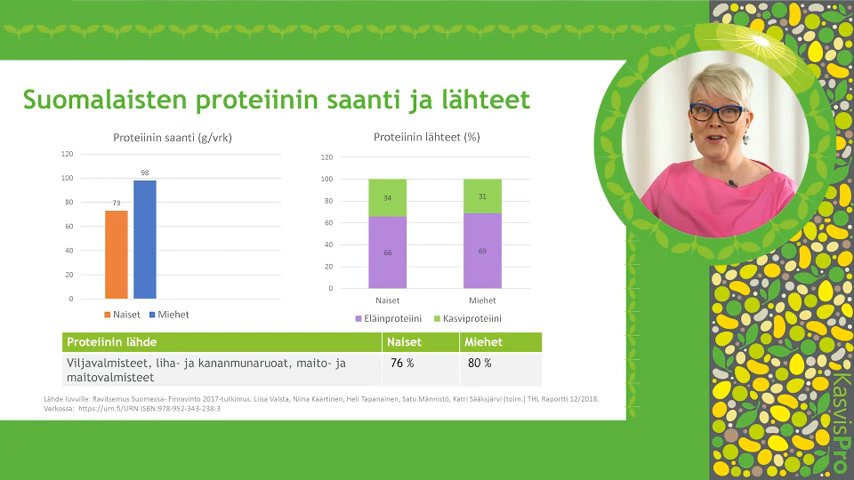 Suomalaisten proteiinin saanti ja lähteet
Proteiinin saanti (g/vrk)
120
100
80
60
40
20
0
73
98
Naiset Miehet
Proteiinin lähteet (%)
120
100
80
60
40
20
0
34
66
31
69
Naiset Miehet
Eläinproteiini Kasviproteiini
Proteiinin lähde Naiset Miehet
Viljavalmisteet, liha- ja kananmunaruoat, maito- ja
maitovalmisteet
76 % 80 %
Lähde luvuille: Ravitsemus Suomessa- Finravinto 2017-tutkimus. Liisa Valsta, Niina Kaartinen, Heli Tapanainen, Satu Männistö, Katri Sääksjärvi (toim.) THL Raportti 12/2018.
Verkossa: https://urn.fi/URN:ISBN:978-952-343-238-3
KasvisPro